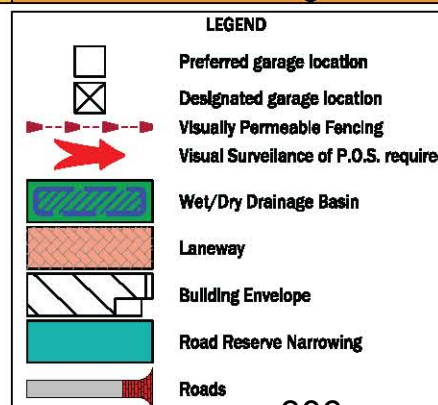 LEGEND
Preferred garage location
Designated garage location
Visually Permeable Fencing
Visual Surveilance of P.O.S. require
Wet/Dry Drainage Basin
Laneway
Building Envelope
Road Reserve Narrowing
Roads